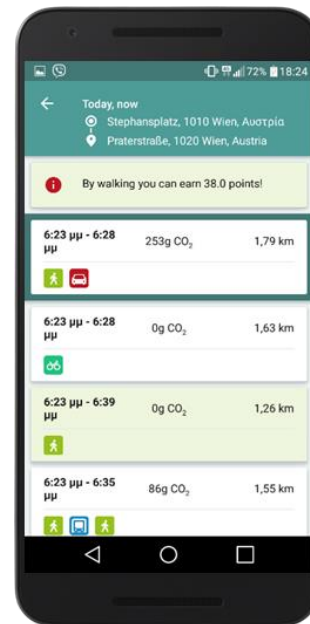 72% 18:24
Today, now
Stephansplatz, 1010 Wien, Αυστρία
Praterstraße, 1020 Wien, Austria
By walking you can earn 38.0 points!
6:23 μμ - 6:28 μμ
253g CO₂
1,79 km
6:23 μμ - 6:28 μμ
0g CO₂
1,63 km
6:23 μμ - 6:39 μμ
0g CO₂
1,26 km
6:23 μμ - 6:35 μμ
86g CO₂
1,55 km